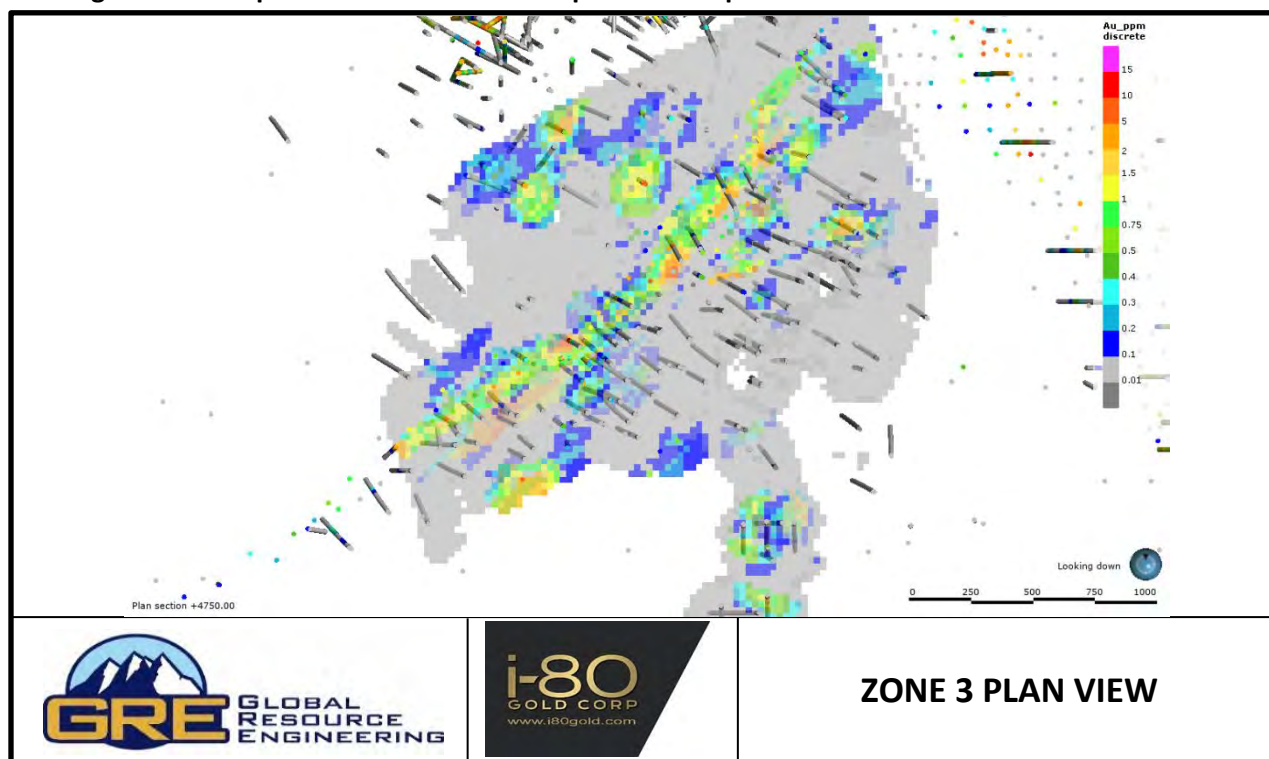 Au_ppm
discrete
15
10
5
2
1.5
1
0.75
0.5
0.4
0.3
0.2
0.1
0.01
Looking down
0 250 500 750 1000
Plan section +4750.00
GRE GLOBAL
RESOURCE
ENGINEERING
i-80
GOLD CORP
www.i80gold.com
ZONE 3 PLAN VIEW